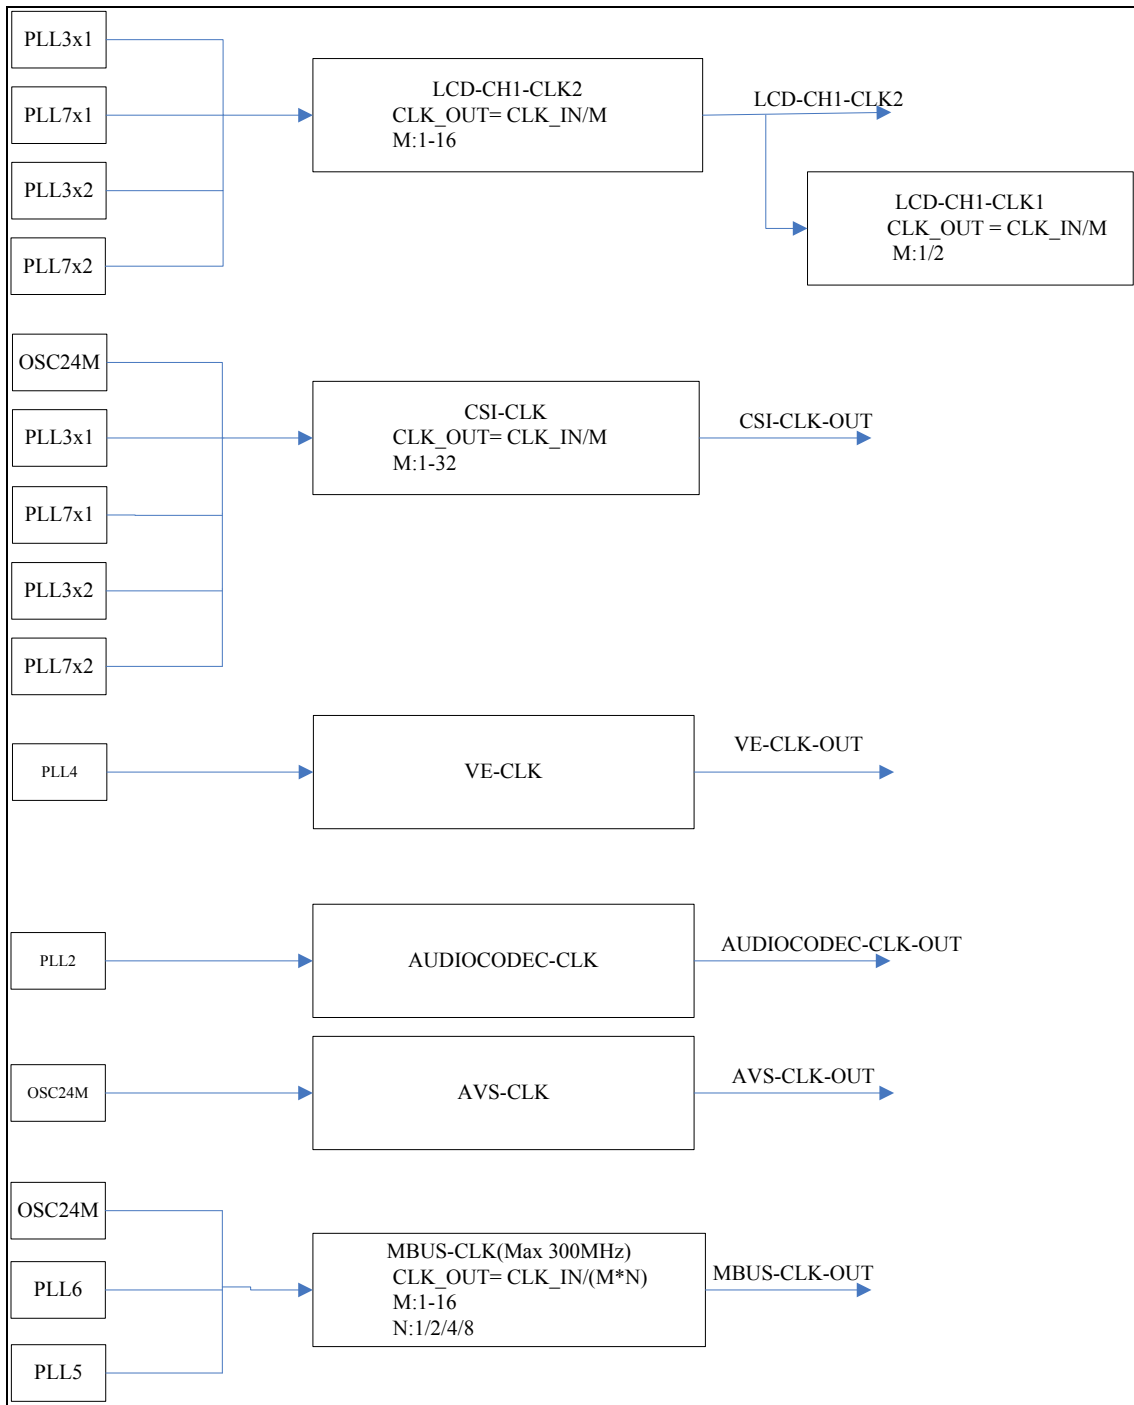 PLL3x1
PLL7x1
PLL3x2
PLL7x2
LCD-CH1-CLK2
CLK_OUT= CLK_IN/M
M:1-16
LCD-CH1-CLK2
LCD-CH1-CLK1
CLK_OUT = CLK_IN/M
M:1/2
OSC24M
PLL3x1
PLL7x1
PLL3x2
PLL7x2
CSI-CLK
CLK_OUT= CLK_IN/M
M:1-32
CSI-CLK-OUT
PLL4
VE-CLK
VE-CLK-OUT
PLL2
AUDIOCODEC-CLK
AUDIOCODEC-CLK-OUT
OSC24M
AVS-CLK
AVS-CLK-OUT
OSC24M
PLL6
PLL5
MBUS-CLK(Max 300MHz)
CLK_OUT= CLK_IN/(M*N)
M:1-16
N:1/2/4/8
MBUS-CLK-OUT